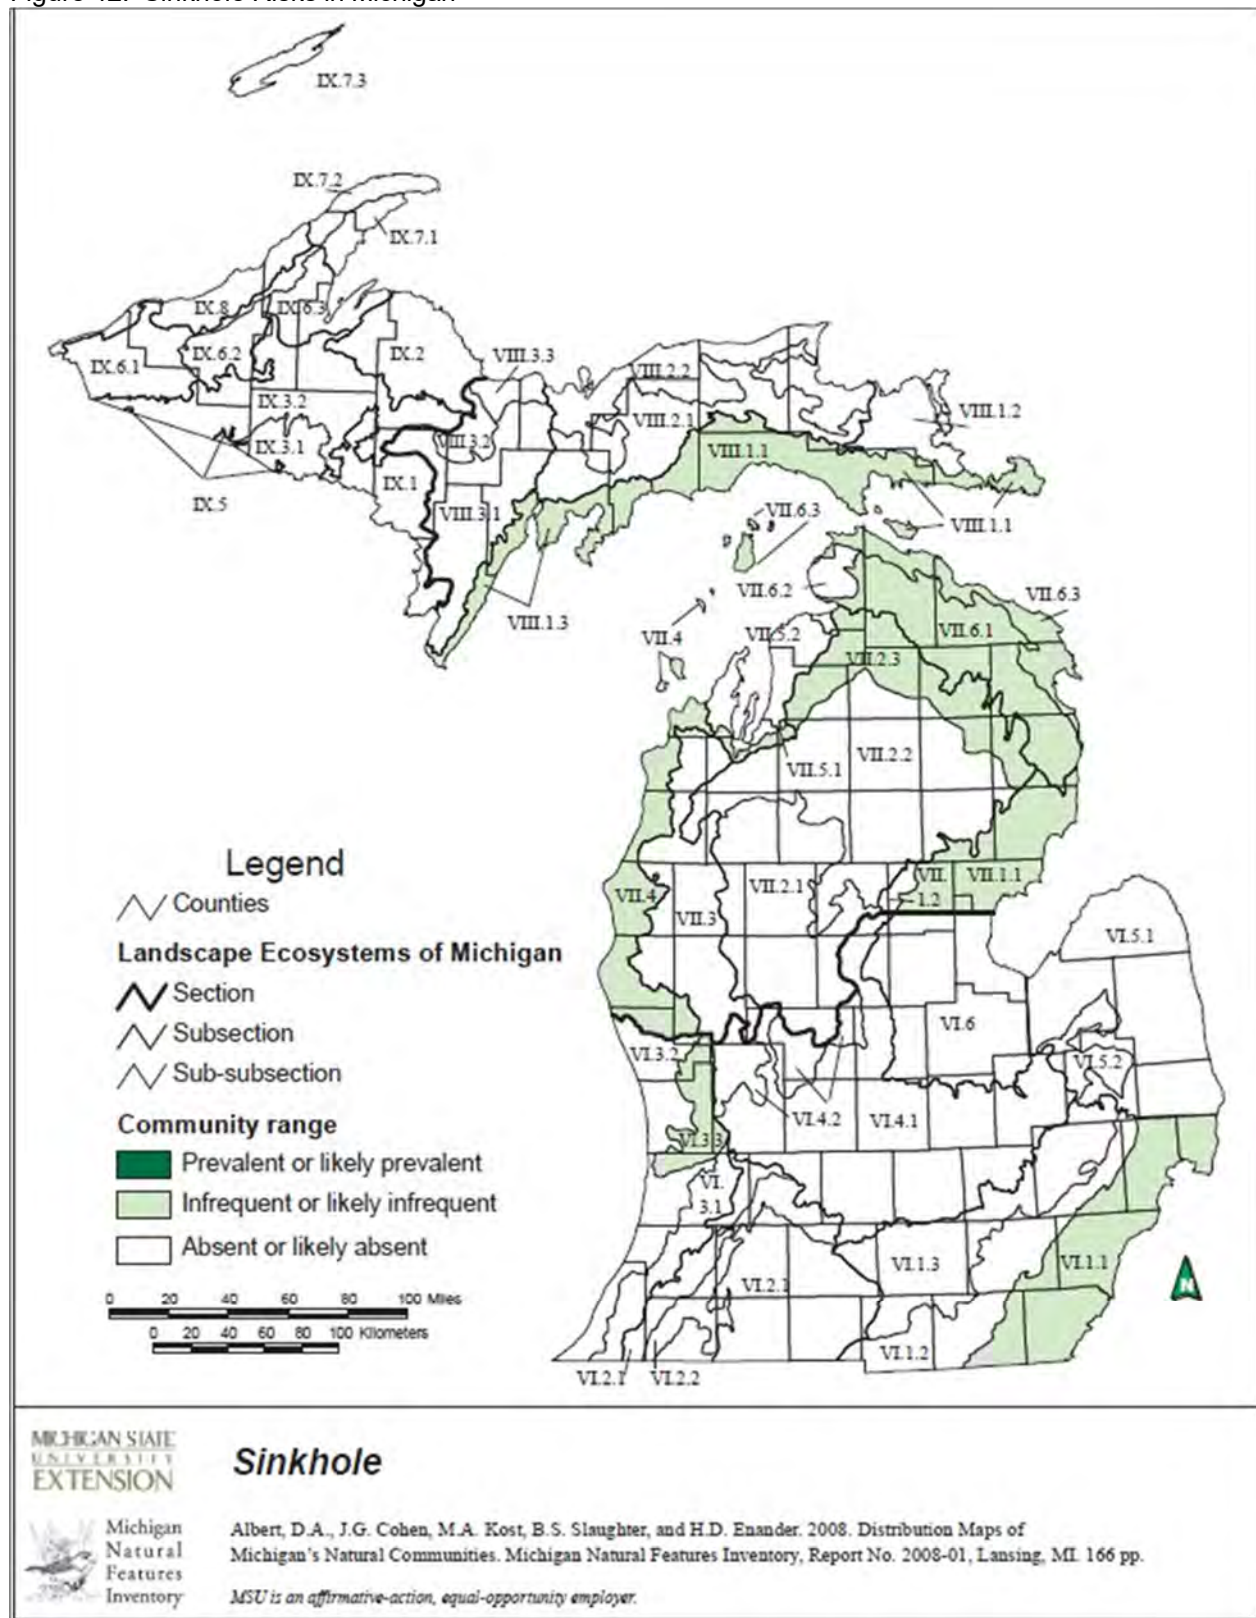 Figure 12. Sinkhole Risks in Michigan
IX.7.3
IX.7.2
IX.7.1
IX.8
IX.6.3
IX.6.1
IX.6.2
IX.2
VIII.3.3
VIII.2.2
IX.3.2
VIII.2.1
VIII.1.2
IX.3.1
VIII.3.2
VIII.1.1
IX.5
IX.1
VIII.3.1
VII.6.3
VIII.1.1
VIII.1.3
VII.6.2
VII.6.3
VII.4
VII.5.2
VII.6.1
VII.2.3
VII.5.1
VII.2.2
VII.4
VII.3
VII.2.1
VII.
1.2
VII.1.1
VI.5.1
VI.6
VI.3.2
VI.5.2
VI.4.2
VI.4.1
VI.3.3
VI.
3.1
VI.1.3
VI.1.1
VI.2.1
VI.1.2
VI.2.1
VI.2.2
N
Legend
Counties
Landscape Ecosystems of Michigan
Section
Subsection
Sub-subsection
Community range
Prevalent or likely prevalent
Infrequent or likely infrequent
Absent or likely absent
0 20 40 60 80 100 Miles
0 20 40 60 80 100 Kilometers
MICHIGAN STATE
UNIVERSITY
EXTENSION
Sinkhole
Michigan
Natural
Features
Inventory
Albert, D.A., J.G. Cohen, M.A. Kost, B.S. Slaughter, and H.D. Enander. 2008. Distribution Maps of
Michigan's Natural Communities. Michigan Natural Features Inventory, Report No. 2008-01, Lansing, MI. 166 pp.
MSU is an affirmative-action, equal-opportunity employer.